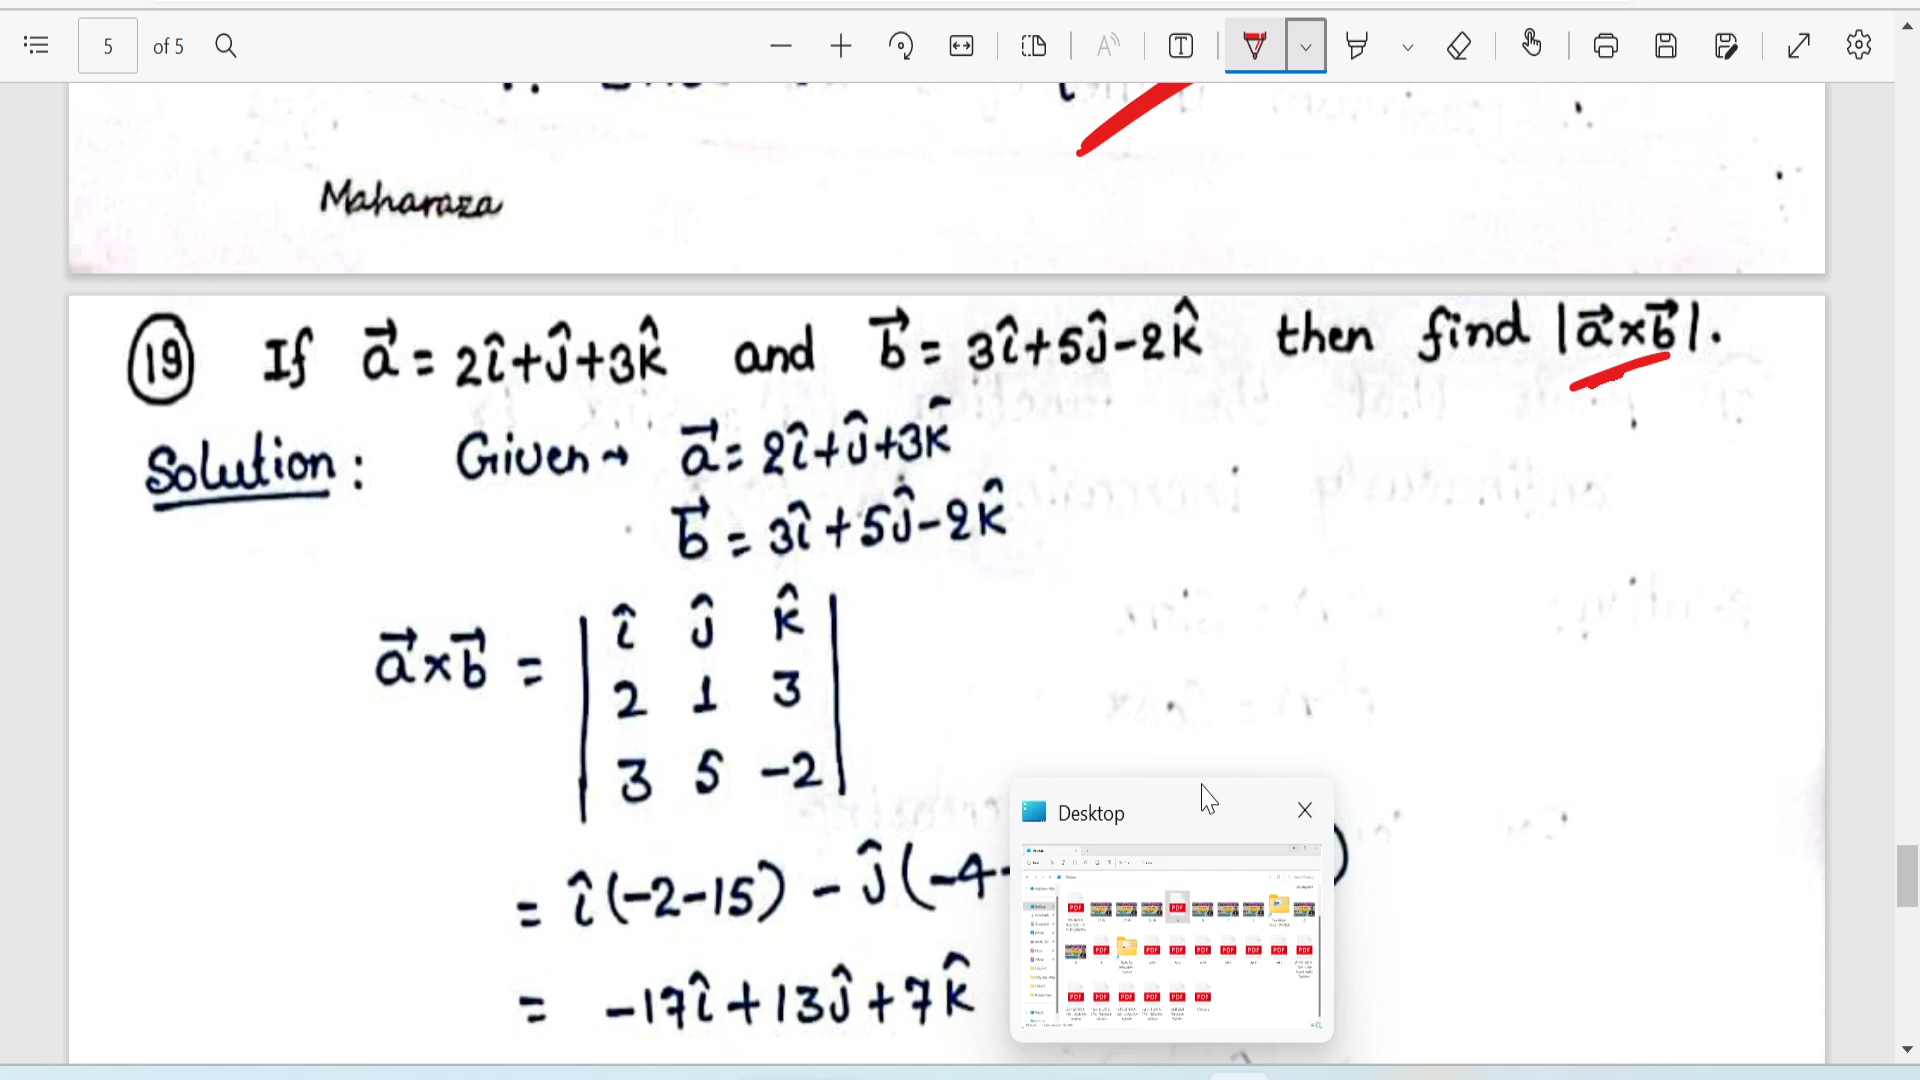 5 of 5
Maharaza
19 If a⃗ = 2î+ĵ+3k̂ and b⃗ = 3î+5ĵ-2k̂ then find |a⃗×b⃗|.
Solution: Given → a⃗ = 2î+ĵ+3k̂
b⃗ = 3î+5ĵ-2k̂
î ĵ k̂
a⃗×b⃗ = 2 1 3
3 5 -2
Desktop
= î(-2-15) - ĵ(-4-
= -17î+13ĵ+7k̂